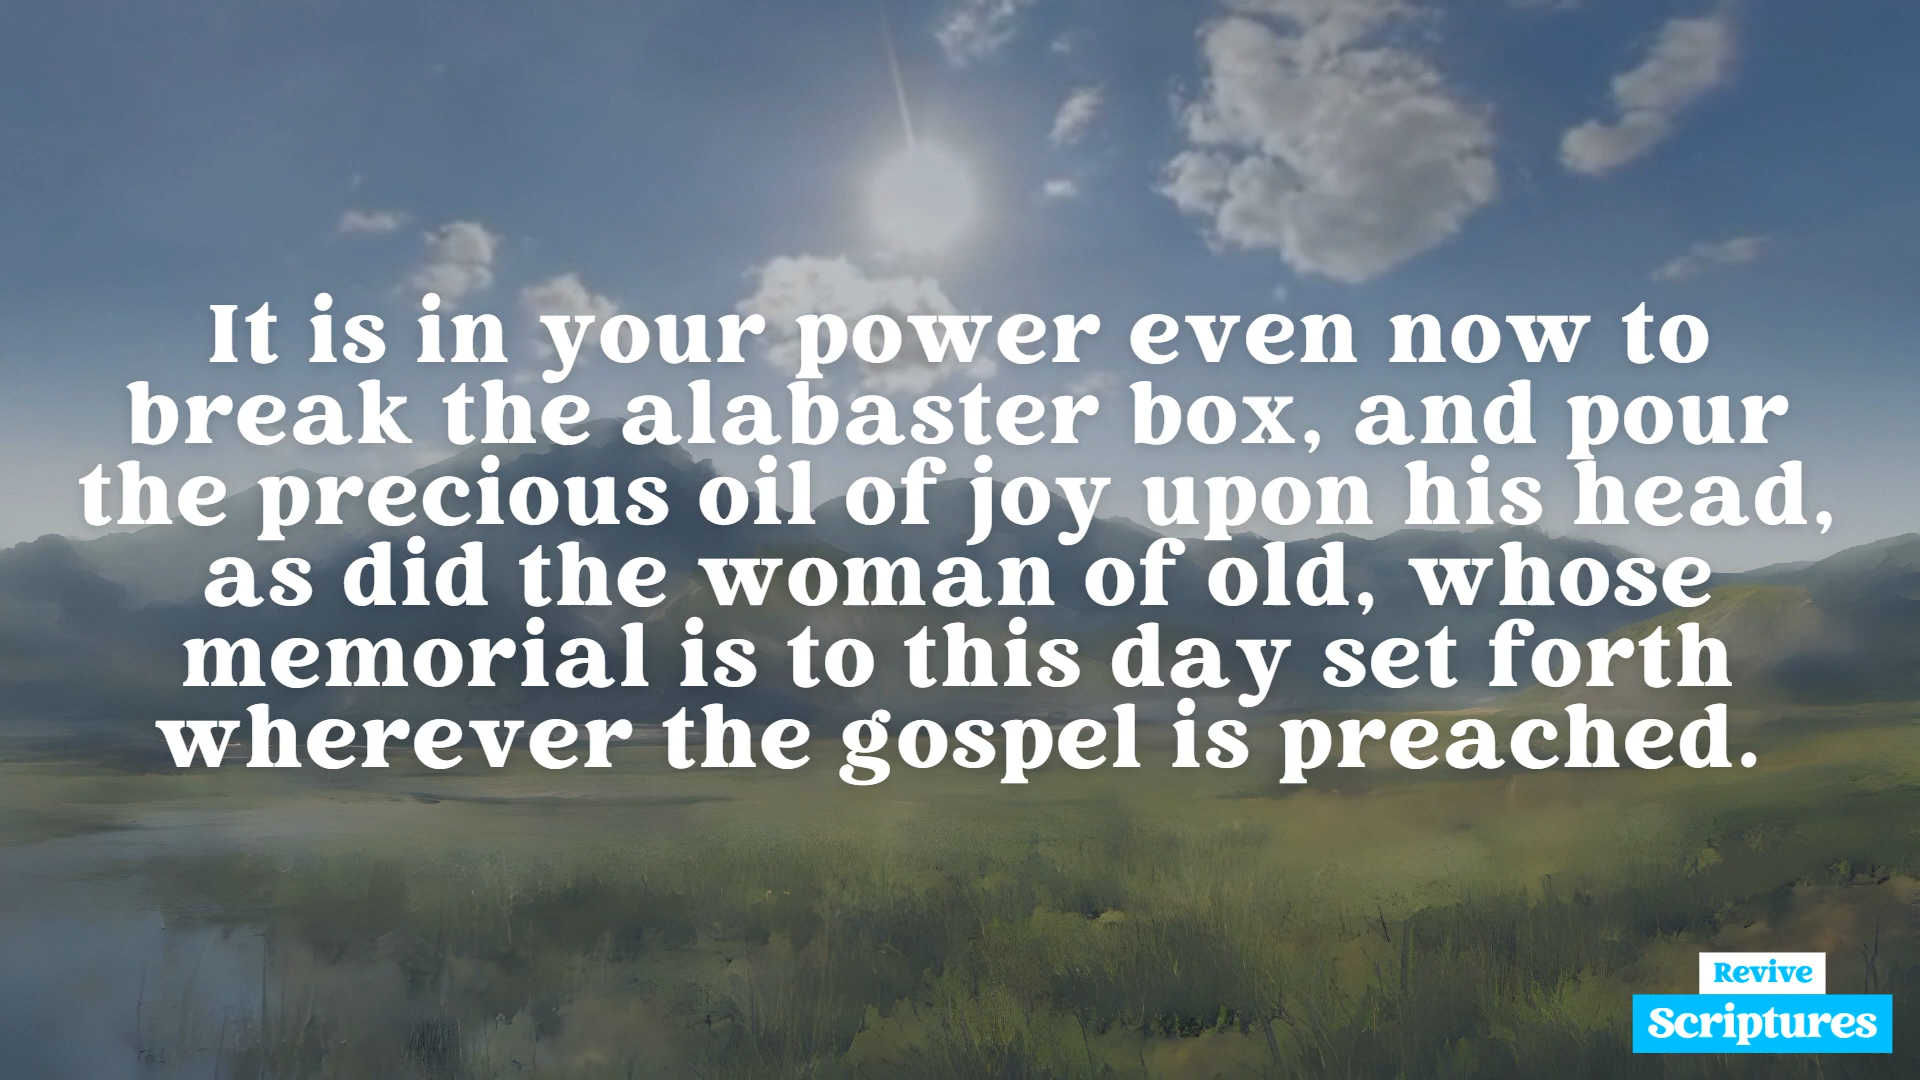 It is in your power even now to
break the alabaster box, and pour
the precious oil of joy upon his head,
as did the woman of old, whose
memorial is to this day set forth
wherever the gospel is preached.
Revive
Scriptures